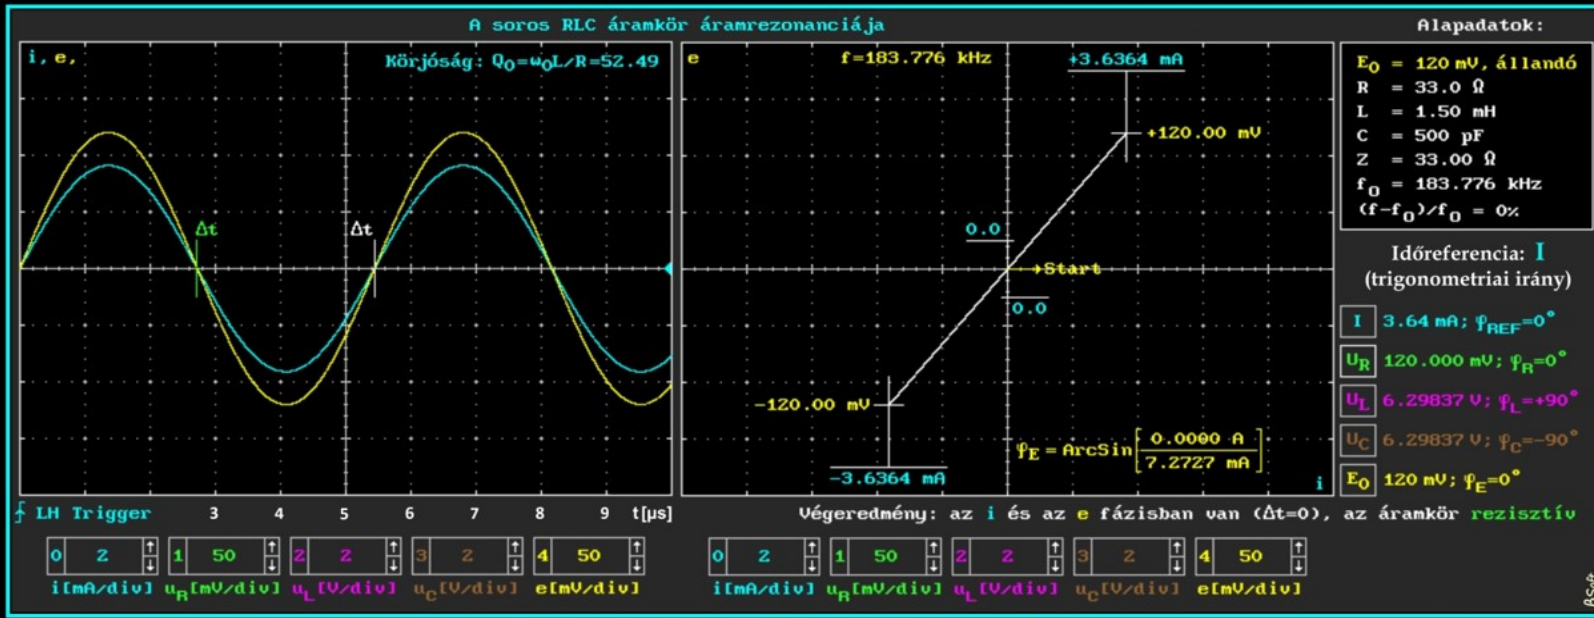 A soros RLC áramkör áramrezonanciája
i, e,
Körjóság: Q0=ω0L/R=52.49
Δt
Δt
LH Trigger
3 4 5 6 7 8 9 t[µs]
e
f=183.776 kHz
+3.6364 mA
+120.00 mV
0.0
Start
0.0
-120.00 mV
-3.6364 mA
φE = ArcSin[0.0000 A / 7.2727 mA]
i
Végeredmény: az i és az e fázisban van (Δt=0), az áramkör rezisztív
0 2 1 50 2 2 3 2 4 50
i[mA/div] uR[mV/div] uL[V/div] uC[V/div] e[mV/div]
0 2 1 50 2 2 3 2 4 50
i[mA/div] uR[mV/div] uL[V/div] uC[V/div] e[mV/div]
Alapadatok:
E0 = 120 mV, állandó
R = 33.0 Ω
L = 1.50 mH
C = 500 pF
Z = 33.00 Ω
f0 = 183.776 kHz
(f-f0)/f0 = 0%
Időreferencia: I
(trigonometriai irány)
I 3.64 mA; φREF=0°
UR 120.000 mV; φR=0°
UL 6.29837 V; φL=+90°
UC 6.29837 V; φC=-90°
E0 120 mV; φE=0°
βSoft